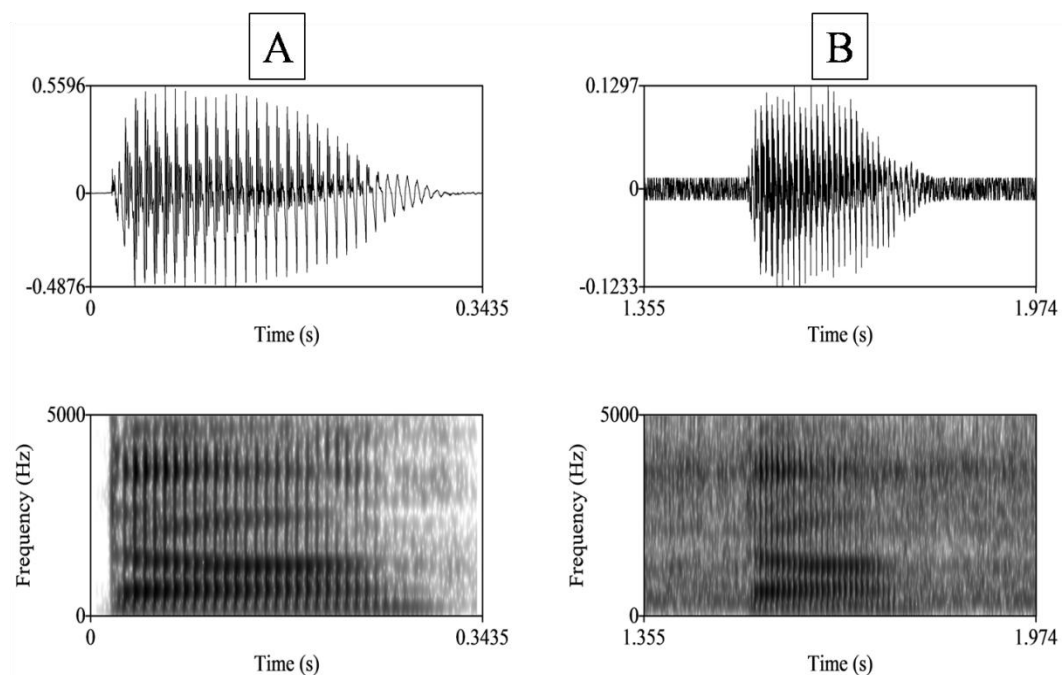 A
B
0.5596
0
-0.4876
0
0.3435
Time (s)
0.1297
0
-0.1233
1.355
1.974
Time (s)
5000
Frequency (Hz)
0
0
0.3435
Time (s)
5000
Frequency (Hz)
0
1.355
1.974
Time (s)